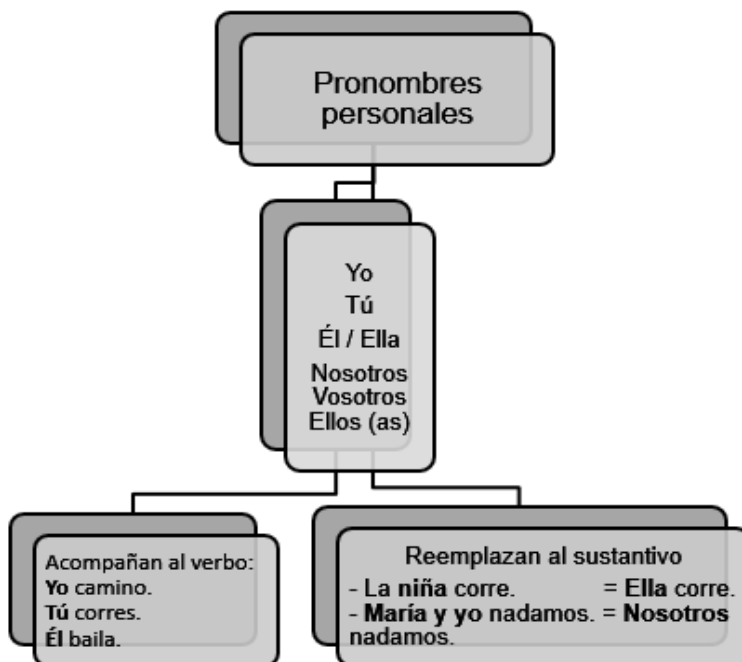 Pronombres
personales
Yo
Tú
Él / Ella
Nosotros
Vosotros
Ellos (as)
Acompañan al verbo:
Yo camino.
Tú corres.
Él baila.
Reemplazan al sustantivo
- La niña corre. = Ella corre.
- María y yo nadamos. = Nosotros
nadamos.